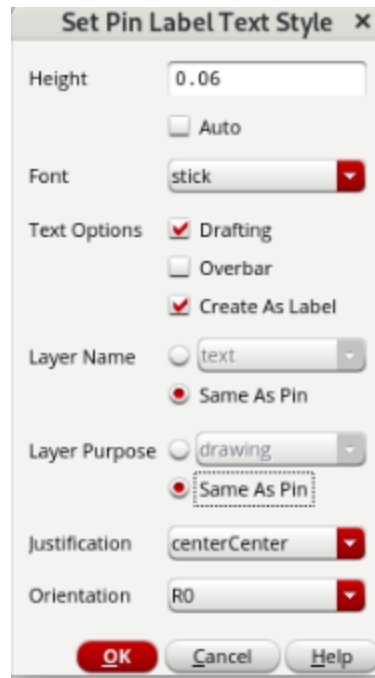 Set Pin Label Text Style ×
Height 0.06
Auto
Font stick
Text Options Drafting
Overbar
Create As Label
Layer Name text
Same As Pin
Layer Purpose drawing
Same As Pin
Justification centerCenter
Orientation R0
OK Cancel Help